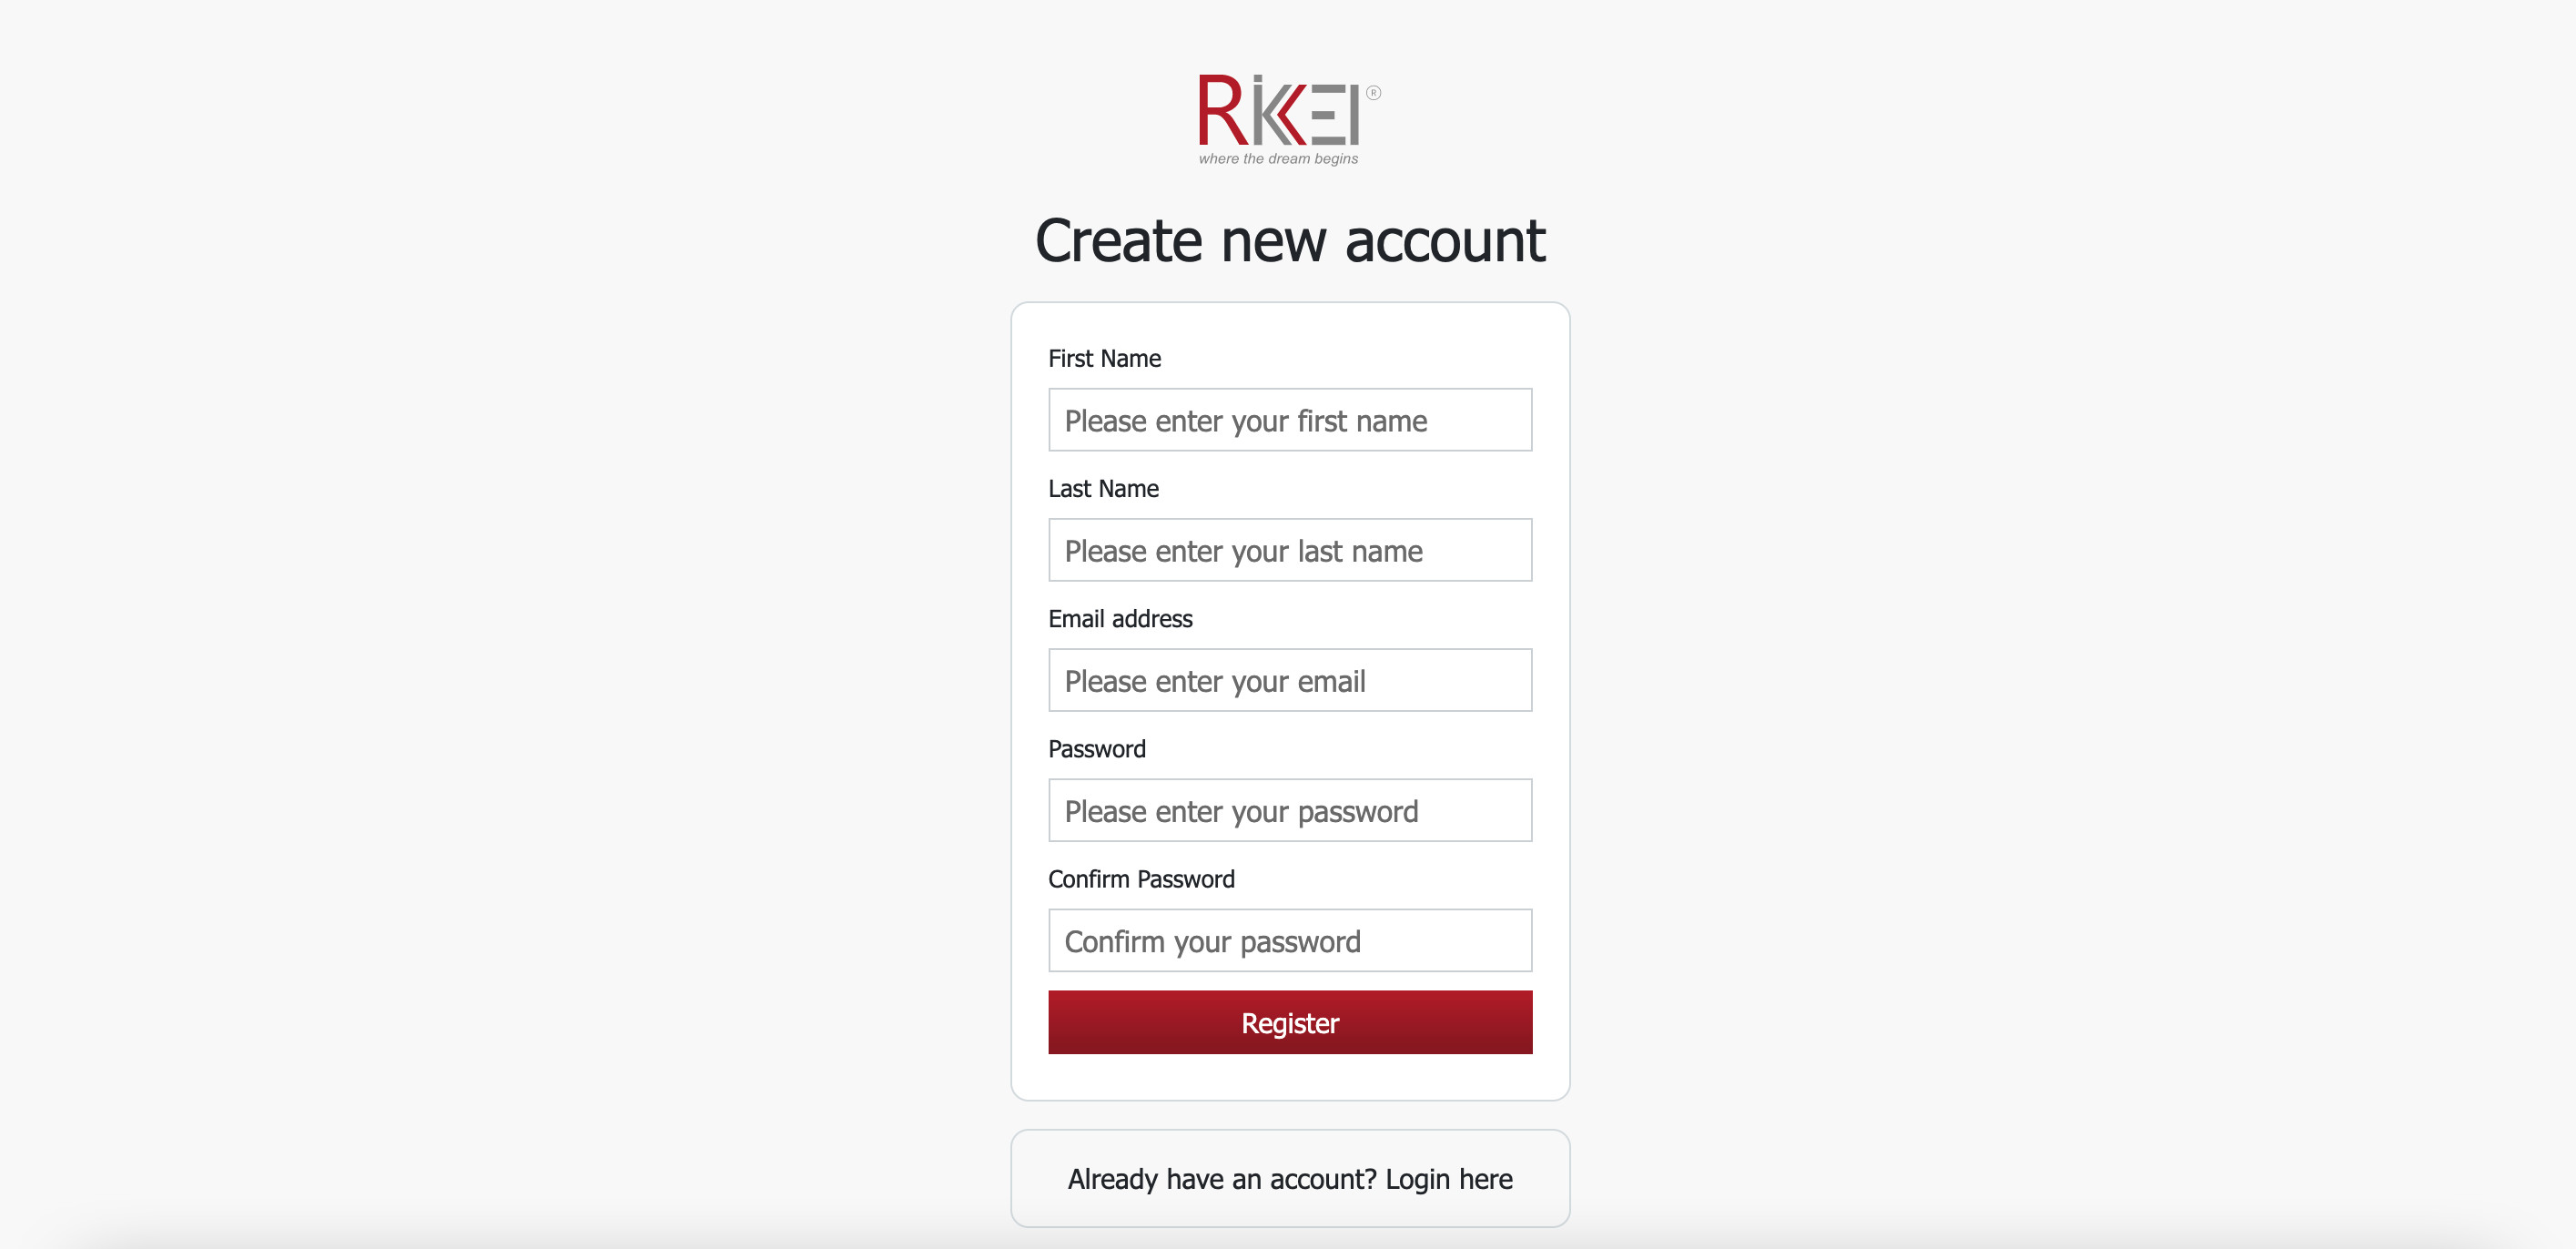 RIKKEI®
where the dream begins
Create new account
First Name
Please enter your first name
Last Name
Please enter your last name
Email address
Please enter your email
Password
Please enter your password
Confirm Password
Confirm your password
Register
Already have an account? Login here